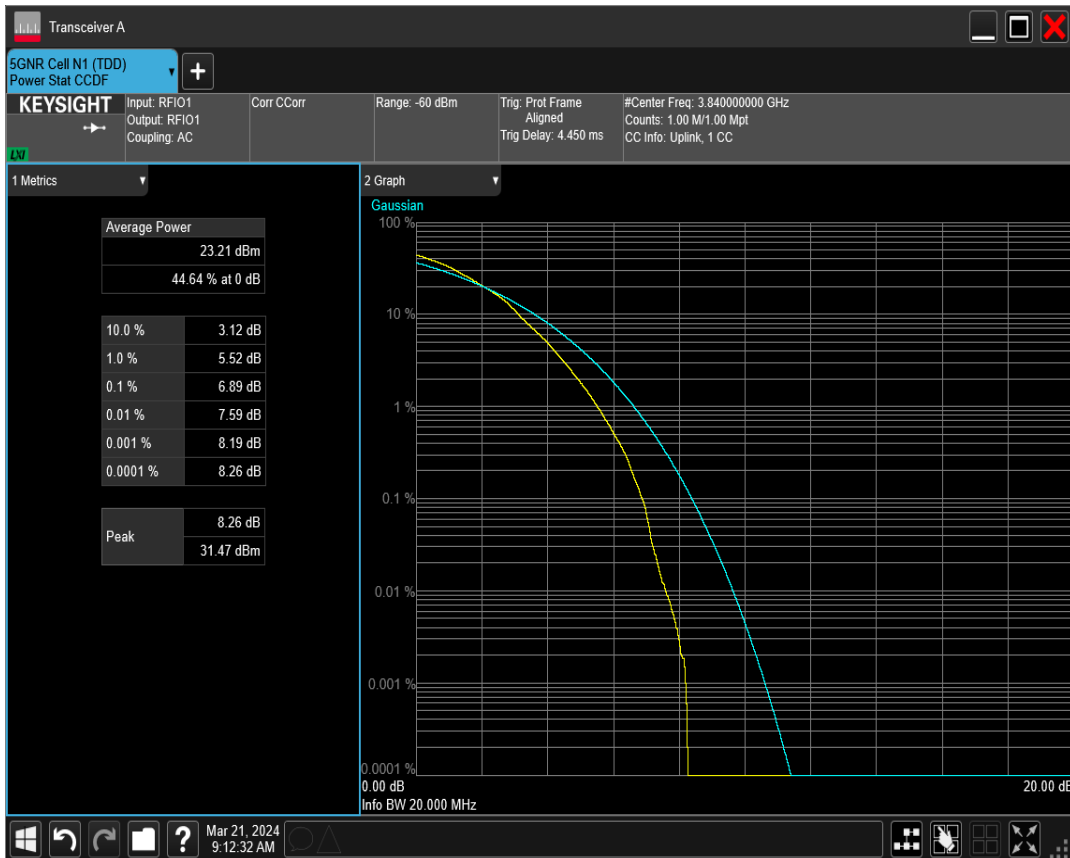 Transceiver A
5GNR Cell N1 (TDD)
Power Stat CCDF
KEYSIGHT
LXI
Input: RFIO1
Output: RFIO1
Coupling: AC
Corr CCorr
Range: -60 dBm
Trig: Prot Frame
Aligned
Trig Delay: 4.450 ms
#Center Freq: 3.840000000 GHz
Counts: 1.00 M/1.00 Mpt
CC Info: Uplink, 1 CC
1 Metrics
Average Power
23.21 dBm
44.64 % at 0 dB
10.0 % 3.12 dB
1.0 % 5.52 dB
0.1 % 6.89 dB
0.01 % 7.59 dB
0.001 % 8.19 dB
0.0001 % 8.26 dB
Peak
8.26 dB
31.47 dBm
2 Graph
Gaussian
100 %
10 %
1 %
0.1 %
0.01 %
0.001 %
0.0001 %
0.00 dB
20.00 dB
Info BW 20.000 MHz
?
Mar 21, 2024
9:12:32 AM